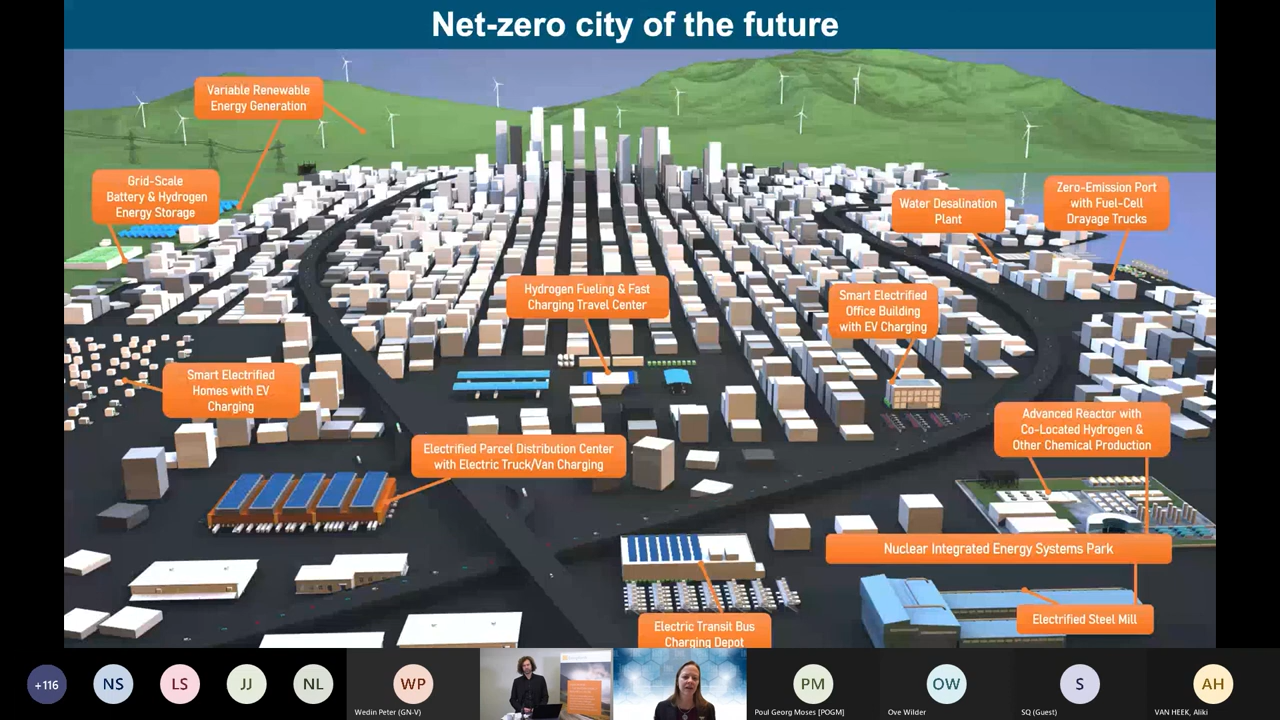 Net-zero city of the future
Variable Renewable
Energy Generation
Grid-Scale
Battery & Hydrogen
Energy Storage
Water Desalination
Plant
Zero-Emission Port
with Fuel-Cell
Drayage Trucks
Hydrogen Fueling & Fast
Charging Travel Center
Smart Electrified
Office Building
with EV Charging
Smart Electrified
Homes with EV
Charging
Advanced Reactor with
Co-Located Hydrogen &
Other Chemical Production
Electrified Parcel Distribution Center
with Electric Truck/Van Charging
Nuclear Integrated Energy Systems Park
Electric Transit Bus
Charging Depot
Electrified Steel Mill
+116
NS
LS
JJ
NL
WP
Wedin Peter (GN-V)
PM
Poul Georg Moses [POGM]
OW
Ove Wilder
S
SQ (Guest)
AH
VAN HEEK, Aliki